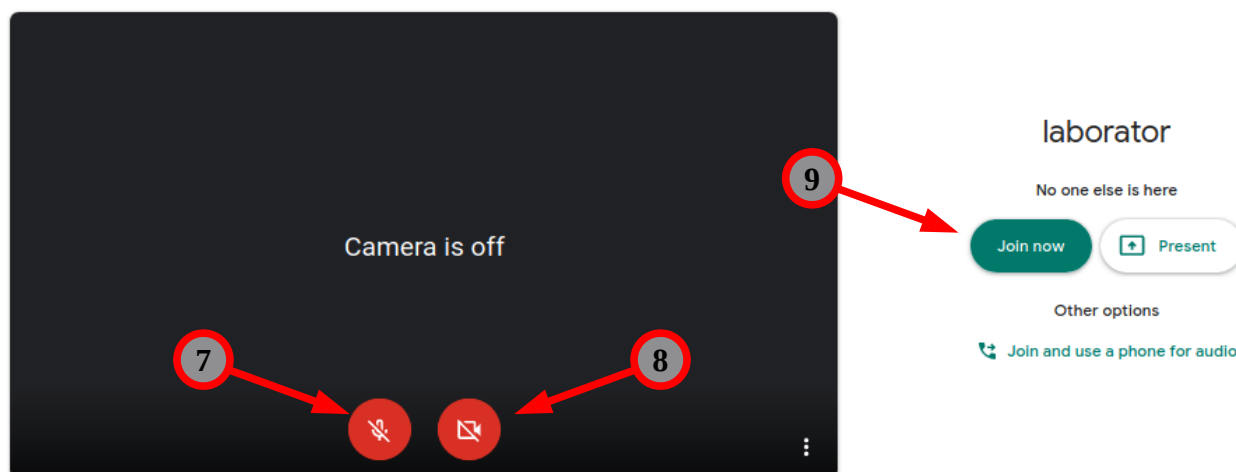 laborator
9
No one else is here
Camera is off
Join now
Present
Other options
7
8
Join and use a phone for audio